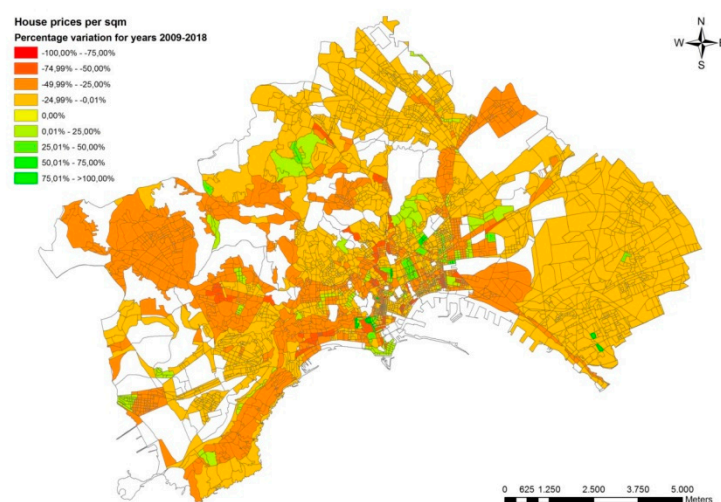 House prices per sqm
Percentage variation for years 2009-2018
-100,00% - -75,00%
-74,99% - -50,00%
-49,99% - -25,00%
-24,99% - -0,01%
0,00%
0,01% - 25,00%
25,01% - 50,00%
50,01% - 75,00%
75,01% - >100,00%
N
W E
S
0 625 1.250 2.500 3.750 5.000
Meters